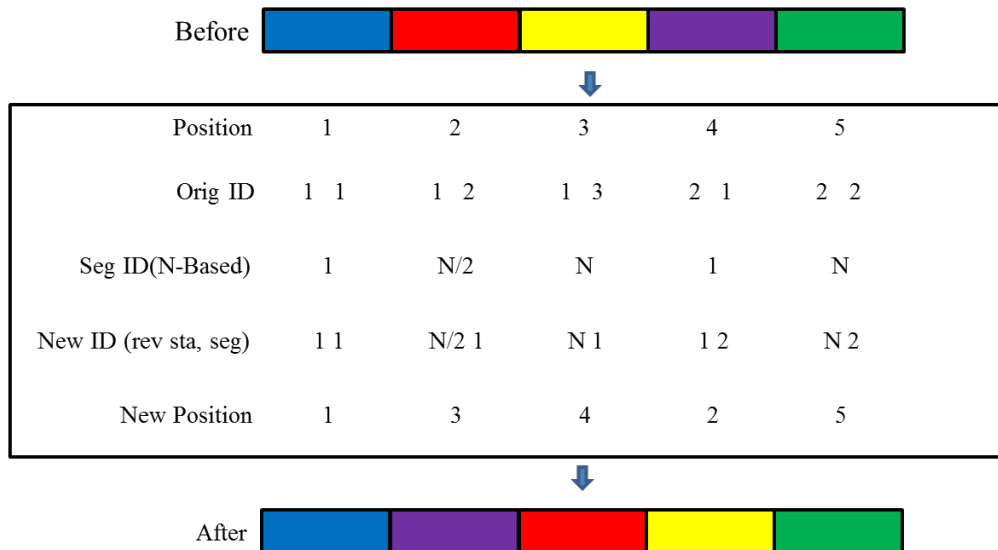 Before
Position 1 2 3 4 5
Orig ID 1 1 1 2 1 3 2 1 2 2
Seg ID(N-Based) 1 N/2 N 1 N
New ID (rev sta, seg) 1 1 N/2 1 N 1 1 2 N 2
New Position 1 3 4 2 5
After